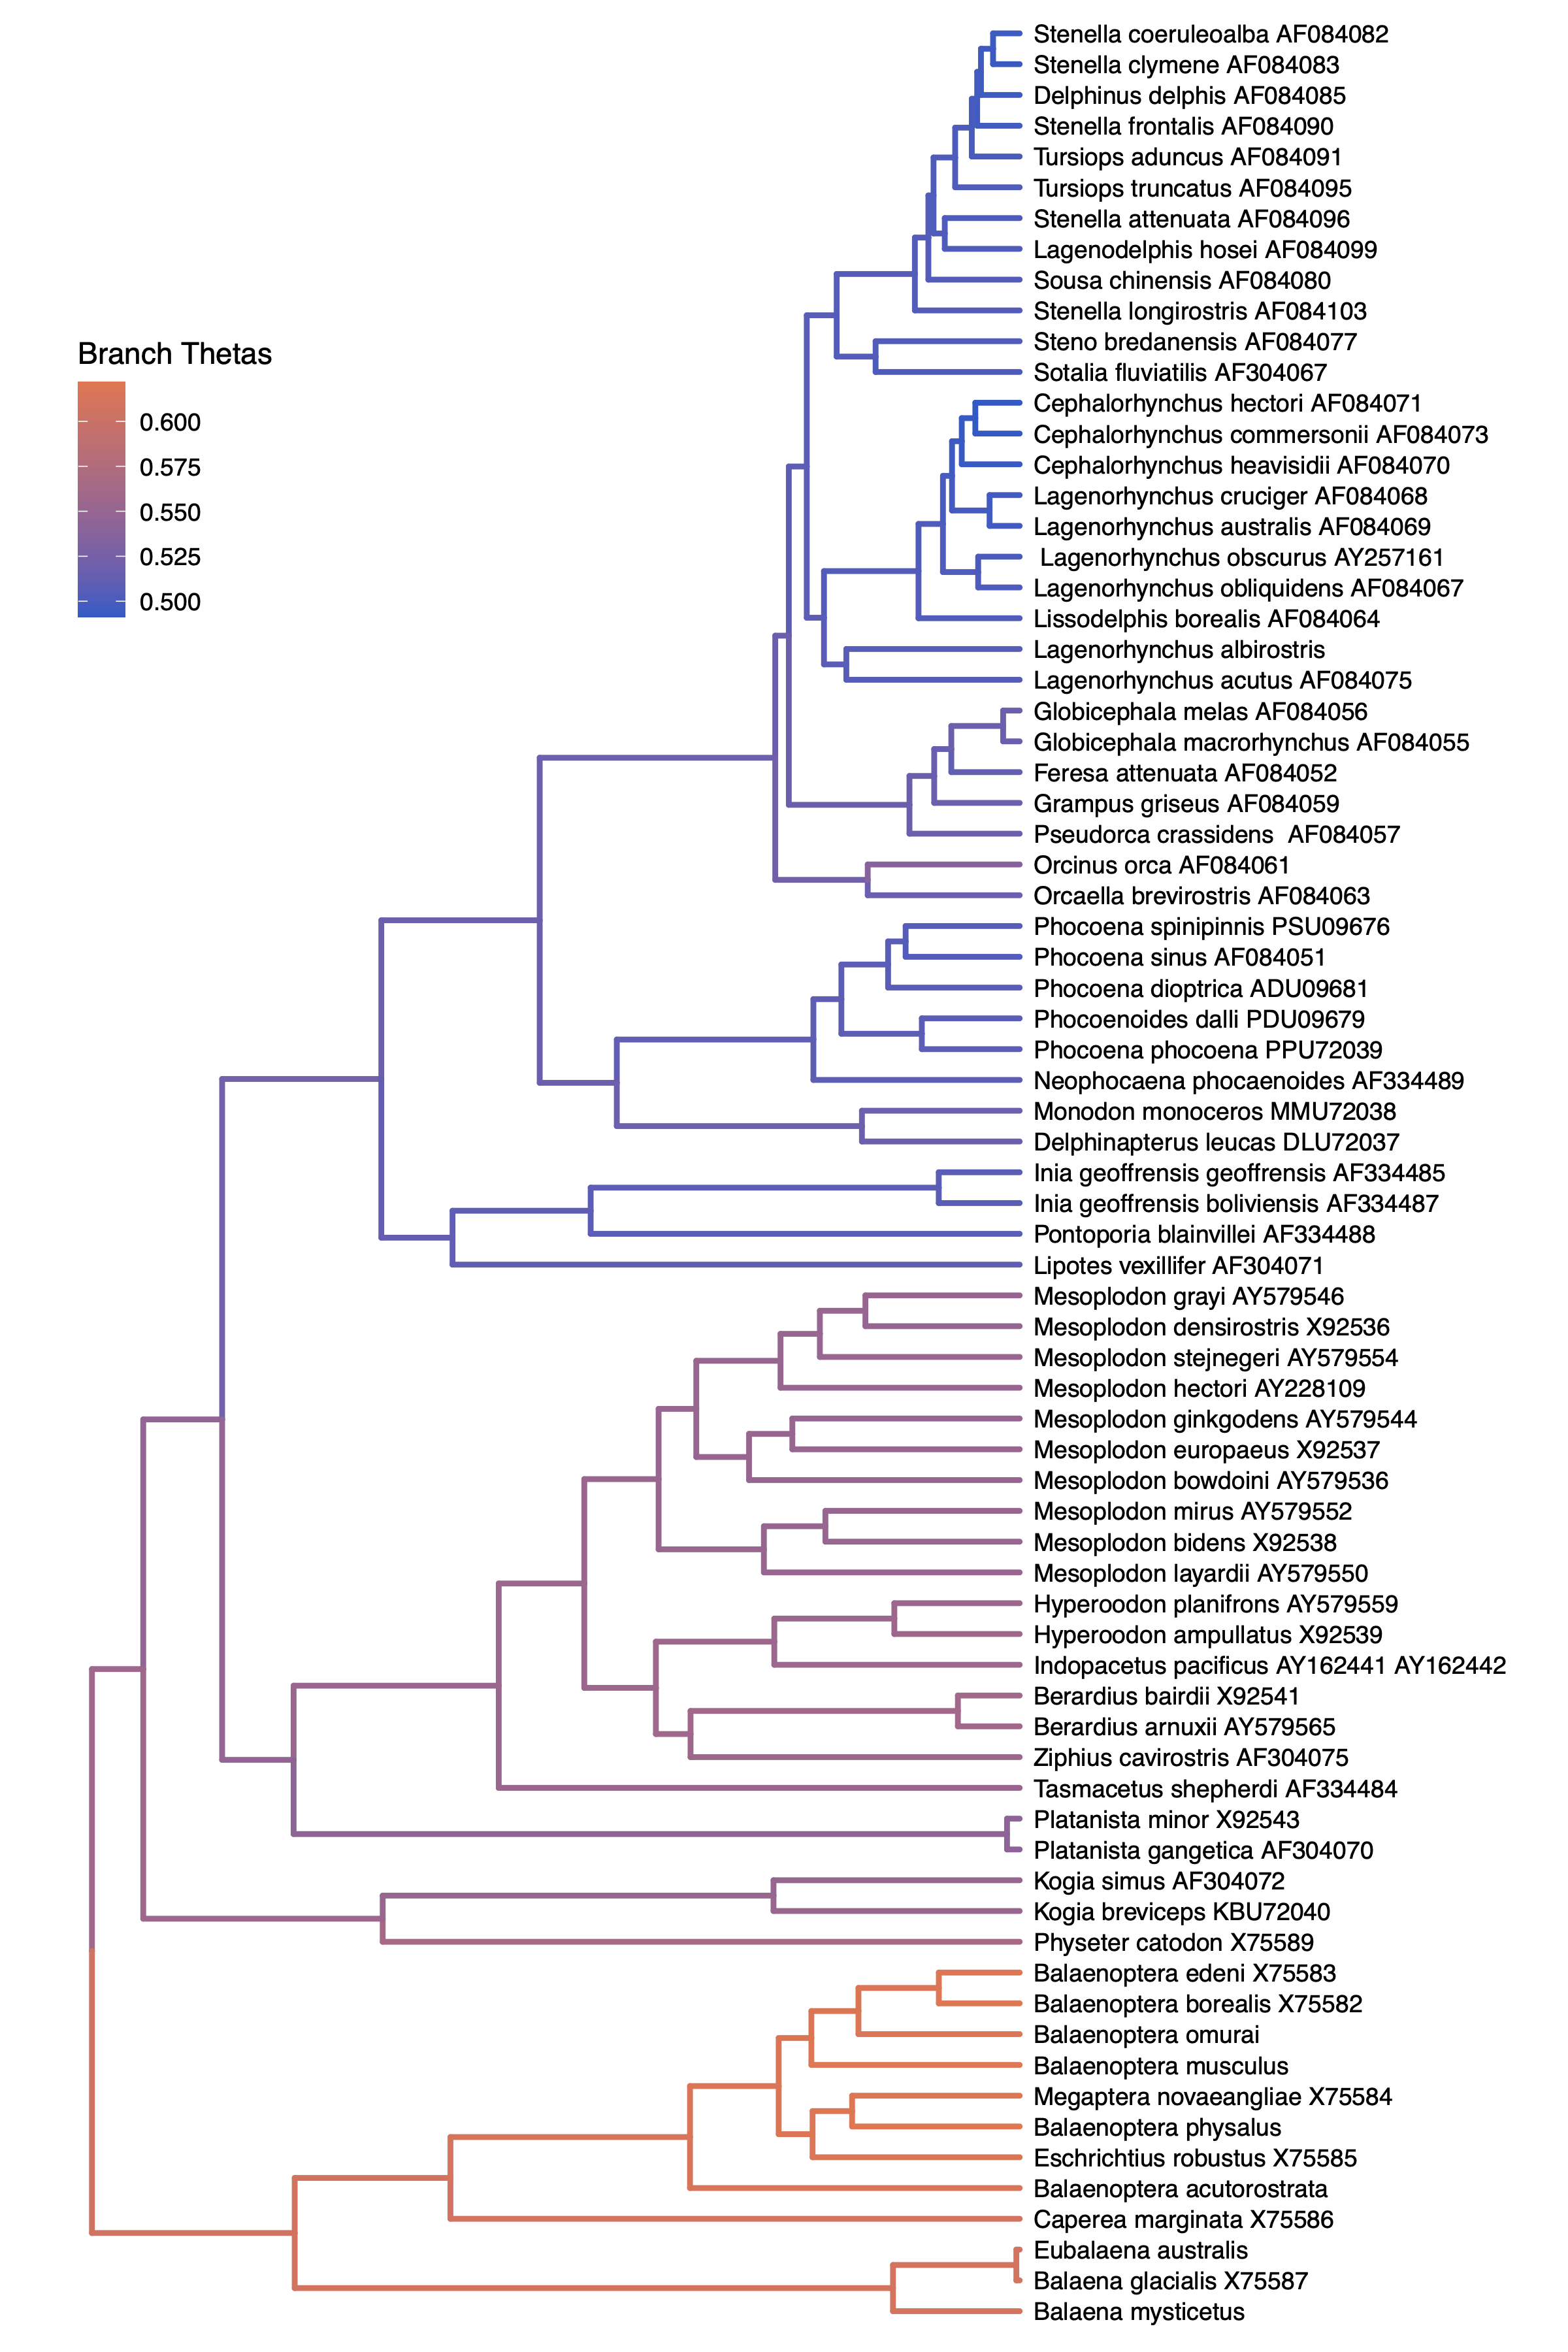 Stenella coeruleoalba AF084082
Stenella clymene AF084083
Delphinus delphis AF084085
Stenella frontalis AF084090
Tursiops aduncus AF084091
Tursiops truncatus AF084095
Stenella attenuata AF084096
Lagenodelphis hosei AF084099
Sousa chinensis AF084080
Stenella longirostris AF084103
Steno bredanensis AF084077
Sotalia fluviatilis AF304067
Branch Thetas
0.600
0.575
0.550
0.525
0.500
Cephalorhynchus hectori AF084071
Cephalorhynchus commersonii AF084073
Cephalorhynchus heavisidii AF084070
Lagenorhynchus cruciger AF084068
Lagenorhynchus australis AF084069
Lagenorhynchus obscurus AY257161
Lagenorhynchus obliquidens AF084067
Lissodelphis borealis AF084064
Lagenorhynchus albirostris
Lagenorhynchus acutus AF084075
Globicephala melas AF084056
Globicephala macrorhynchus AF084055
Feresa attenuata AF084052
Grampus griseus AF084059
Pseudorca crassidens AF084057
Orcinus orca AF084061
Orcaella brevirostris AF084063
Phocoena spinipinnis PSU09676
Phocoena sinus AF084051
Phocoena dioptrica ADU09681
Phocoenoides dalli PDU09679
Phocoena phocoena PPU72039
Neophocaena phocaenoides AF334489
Monodon monoceros MMU72038
Delphinapterus leucas DLU72037
Inia geoffrensis geoffrensis AF334485
Inia geoffrensis boliviensis AF334487
Pontoporia blainvillei AF334488
Lipotes vexillifer AF304071
Mesoplodon grayi AY579546
Mesoplodon densirostris X92536
Mesoplodon stejnegeri AY579554
Mesoplodon hectori AY228109
Mesoplodon ginkgodens AY579544
Mesoplodon europaeus X92537
Mesoplodon bowdoini AY579536
Mesoplodon mirus AY579552
Mesoplodon bidens X92538
Mesoplodon layardii AY579550
Hyperoodon planifrons AY579559
Hyperoodon ampullatus X92539
Indopacetus pacificus AY162441 AY162442
Berardius bairdii X92541
Berardius arnuxii AY579565
Ziphius cavirostris AF304075
Tasmacetus shepherdi AF334484
Platanista minor X92543
Platanista gangetica AF304070
Kogia simus AF304072
Kogia breviceps KBU72040
Physeter catodon X75589
Balaenoptera edeni X75583
Balaenoptera borealis X75582
Balaenoptera omurai
Balaenoptera musculus
Megaptera novaeangliae X75584
Balaenoptera physalus
Eschrichtius robustus X75585
Balaenoptera acutorostrata
Caperea marginata X75586
Eubalaena australis
Balaena glacialis X75587
Balaena mysticetus